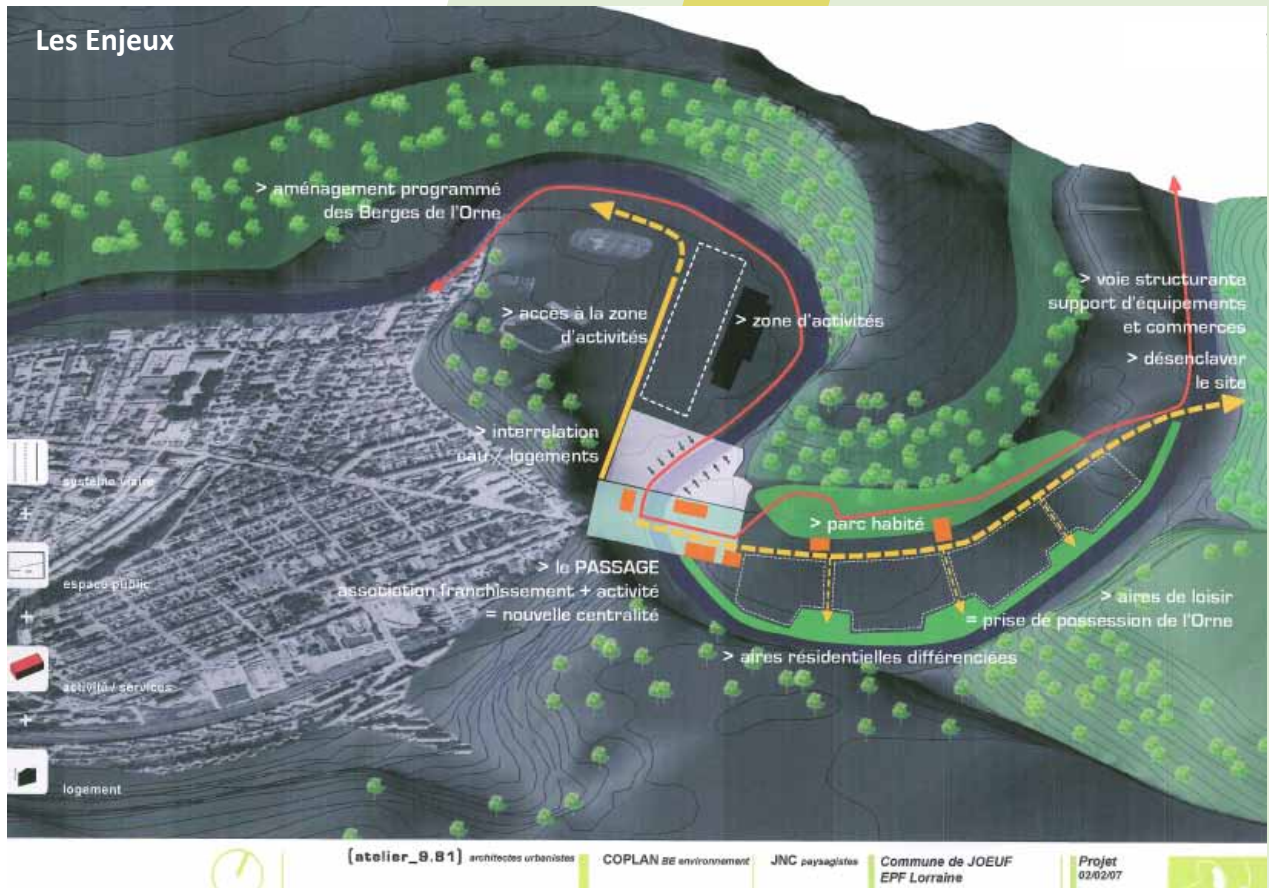 Les Enjeux
> aménagement programmé
des Berges de l'Orne
> accès à la zone
d'activités
> zone d'activités
> voie structurante
support d'équipements
et commerces
> désenclaver
le site
> interrelation
eau / logements
> parc habité
> le PASSAGE
association franchissement + activité
= nouvelle centralité
> aires de loisir
= prise de possession de l'Orne
> aires résidentielles différenciées
système viaire
+
espace public
+
activité / services
+
logement
[atelier_9.81] architectes urbanistes
COPLAN BE environnement
JNC paysagistes
Commune de JOEUF
EPF Lorraine
Projet
02/02/07